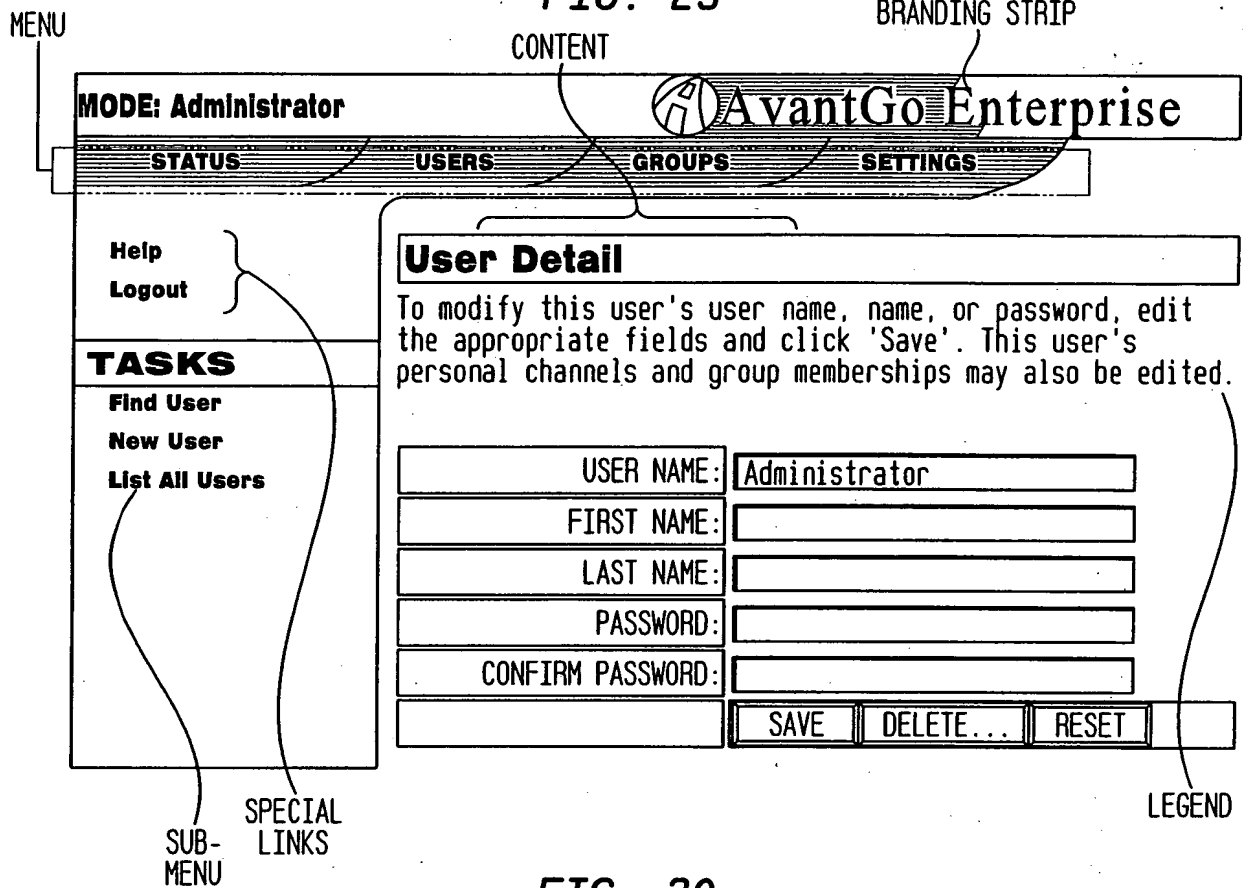 FIG. 29
MENU
CONTENT
BRANDING STRIP
MODE: Administrator
AvantGo Enterprise
STATUS
USERS
GROUPS
SETTINGS
Help
Logout
User Detail
To modify this user's user name, name, or password, edit
the appropriate fields and click 'Save'. This user's
personal channels and group memberships may also be edited.
TASKS
Find User
New User
List All Users
USER NAME: Administrator
FIRST NAME:
LAST NAME:
PASSWORD:
CONFIRM PASSWORD:
SAVE DELETE... RESET
SPECIAL
LINKS
SUB-
MENU
LEGEND
FIG. 30